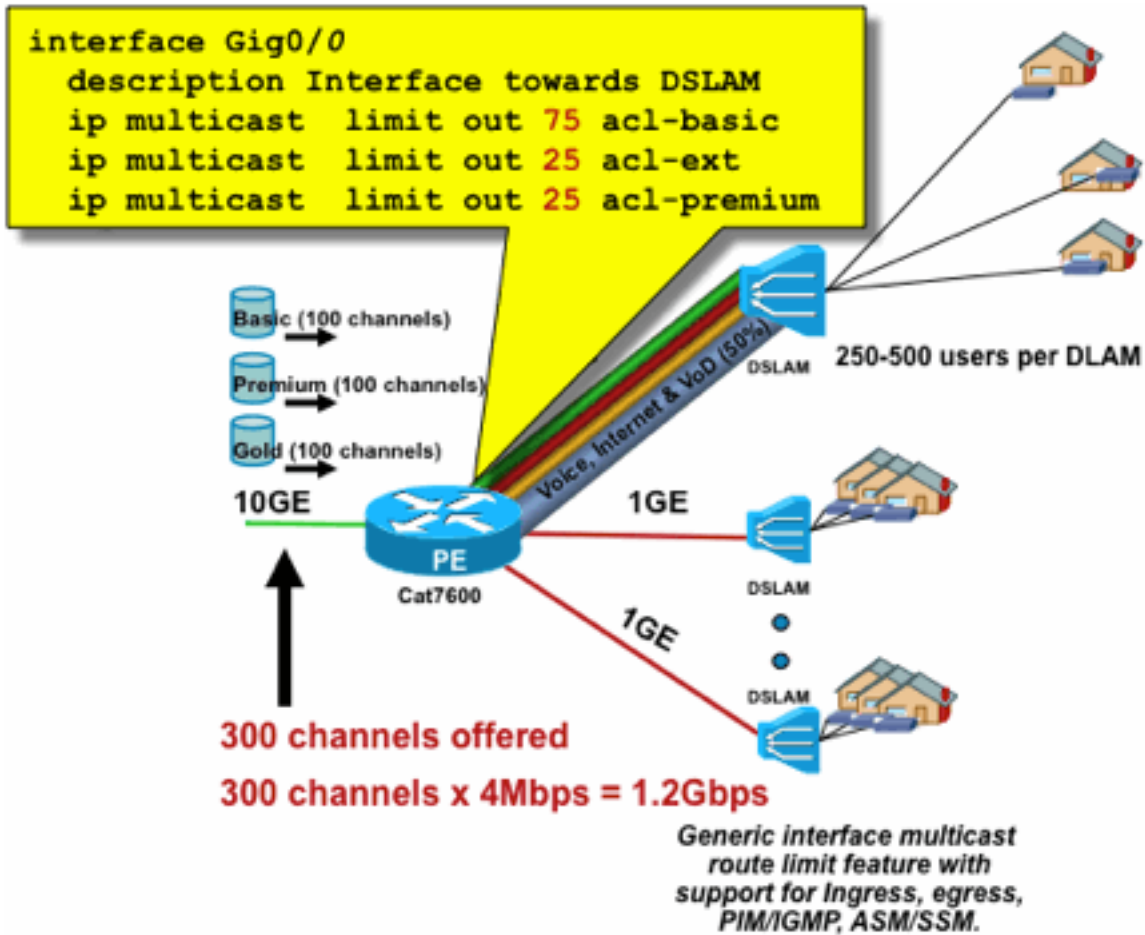 interface Gig0/0
description Interface towards DSLAM
ip multicast limit out 75 acl-basic
ip multicast limit out 25 acl-ext
ip multicast limit out 25 acl-premium
Basic (100 channels)
Premium (100 channels)
Gold (100 channels)
10GE
PE
Cat7600
Voice, Internet & VoD (50%)
DSLAM
250-500 users per DLAM
1GE
DSLAM
1GE
DSLAM
300 channels offered
300 channels x 4Mbps = 1.2Gbps
Generic interface multicast
route limit feature with
support for Ingress, egress,
PIM/IGMP, ASM/SSM.